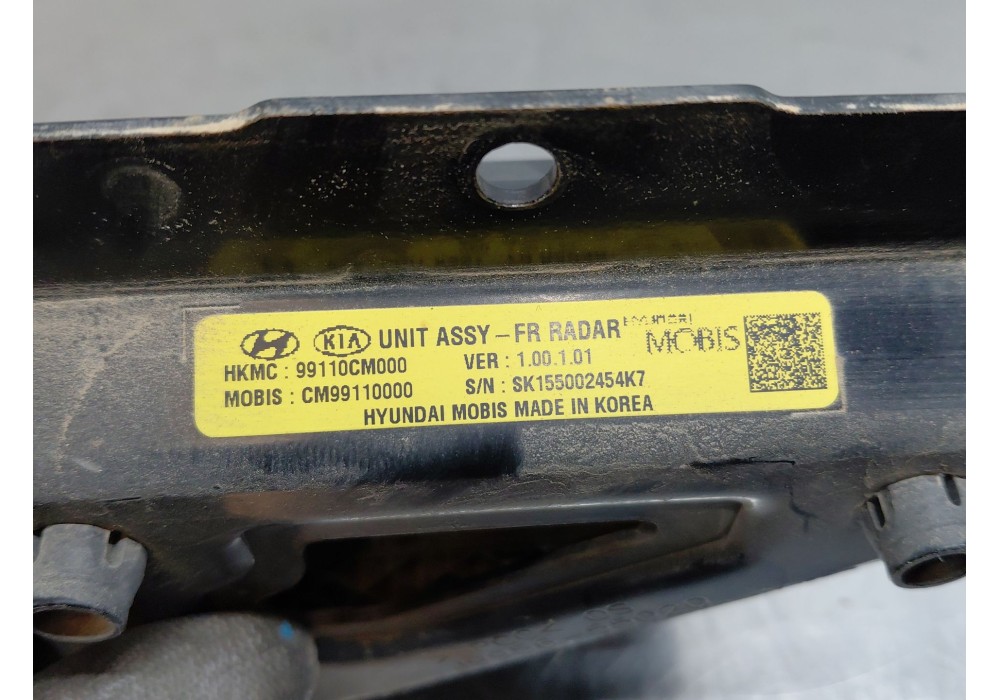 KIA UNIT ASSY - FR RADAR
HYUNDAI
MOBIS
HKMC : 99110CM000
VER : 1.00.1.01
MOBIS : CM99110000
S/N : SK155002454K7
HYUNDAI MOBIS MADE IN KOREA